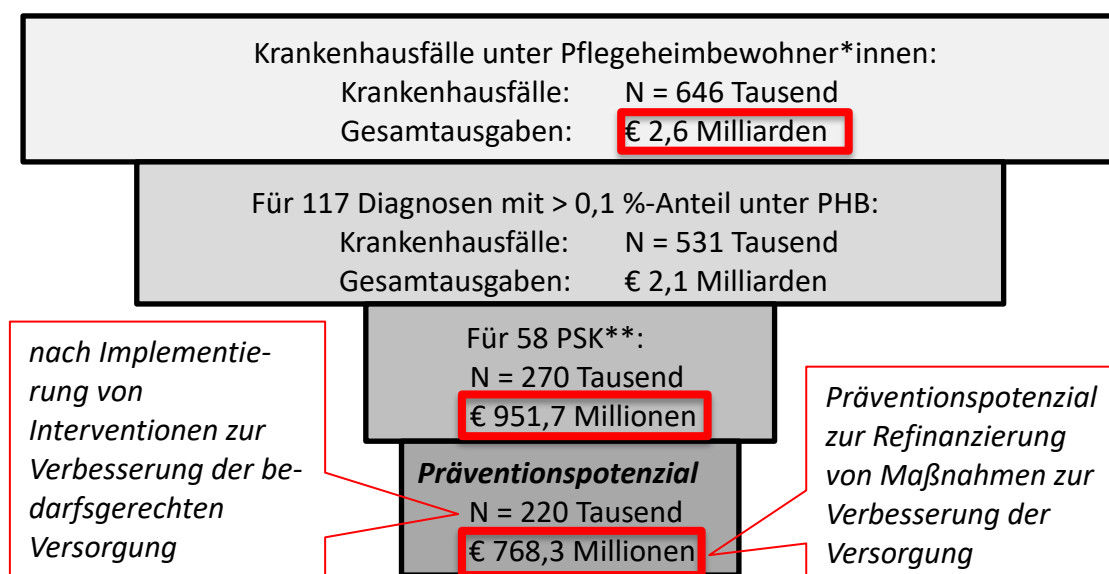 Krankenhausfälle unter Pflegeheimbewohner*innen:
Krankenhausfälle: N = 646 Tausend
Gesamtausgaben: € 2,6 Milliarden
Für 117 Diagnosen mit > 0,1 %-Anteil unter PHB:
Krankenhausfälle: N = 531 Tausend
Gesamtausgaben: € 2,1 Milliarden
Für 58 PSK**:
N = 270 Tausend
€ 951,7 Millionen
nach Implementie-
rung von
Interventionen zur
Verbesserung der be-
darfsgerechten
Versorgung
Präventionspotenzial
N = 220 Tausend
€ 768,3 Millionen
Präventionspotenzial
zur Refinanzierung
von Maßnahmen zur
Verbesserung der
Versorgung